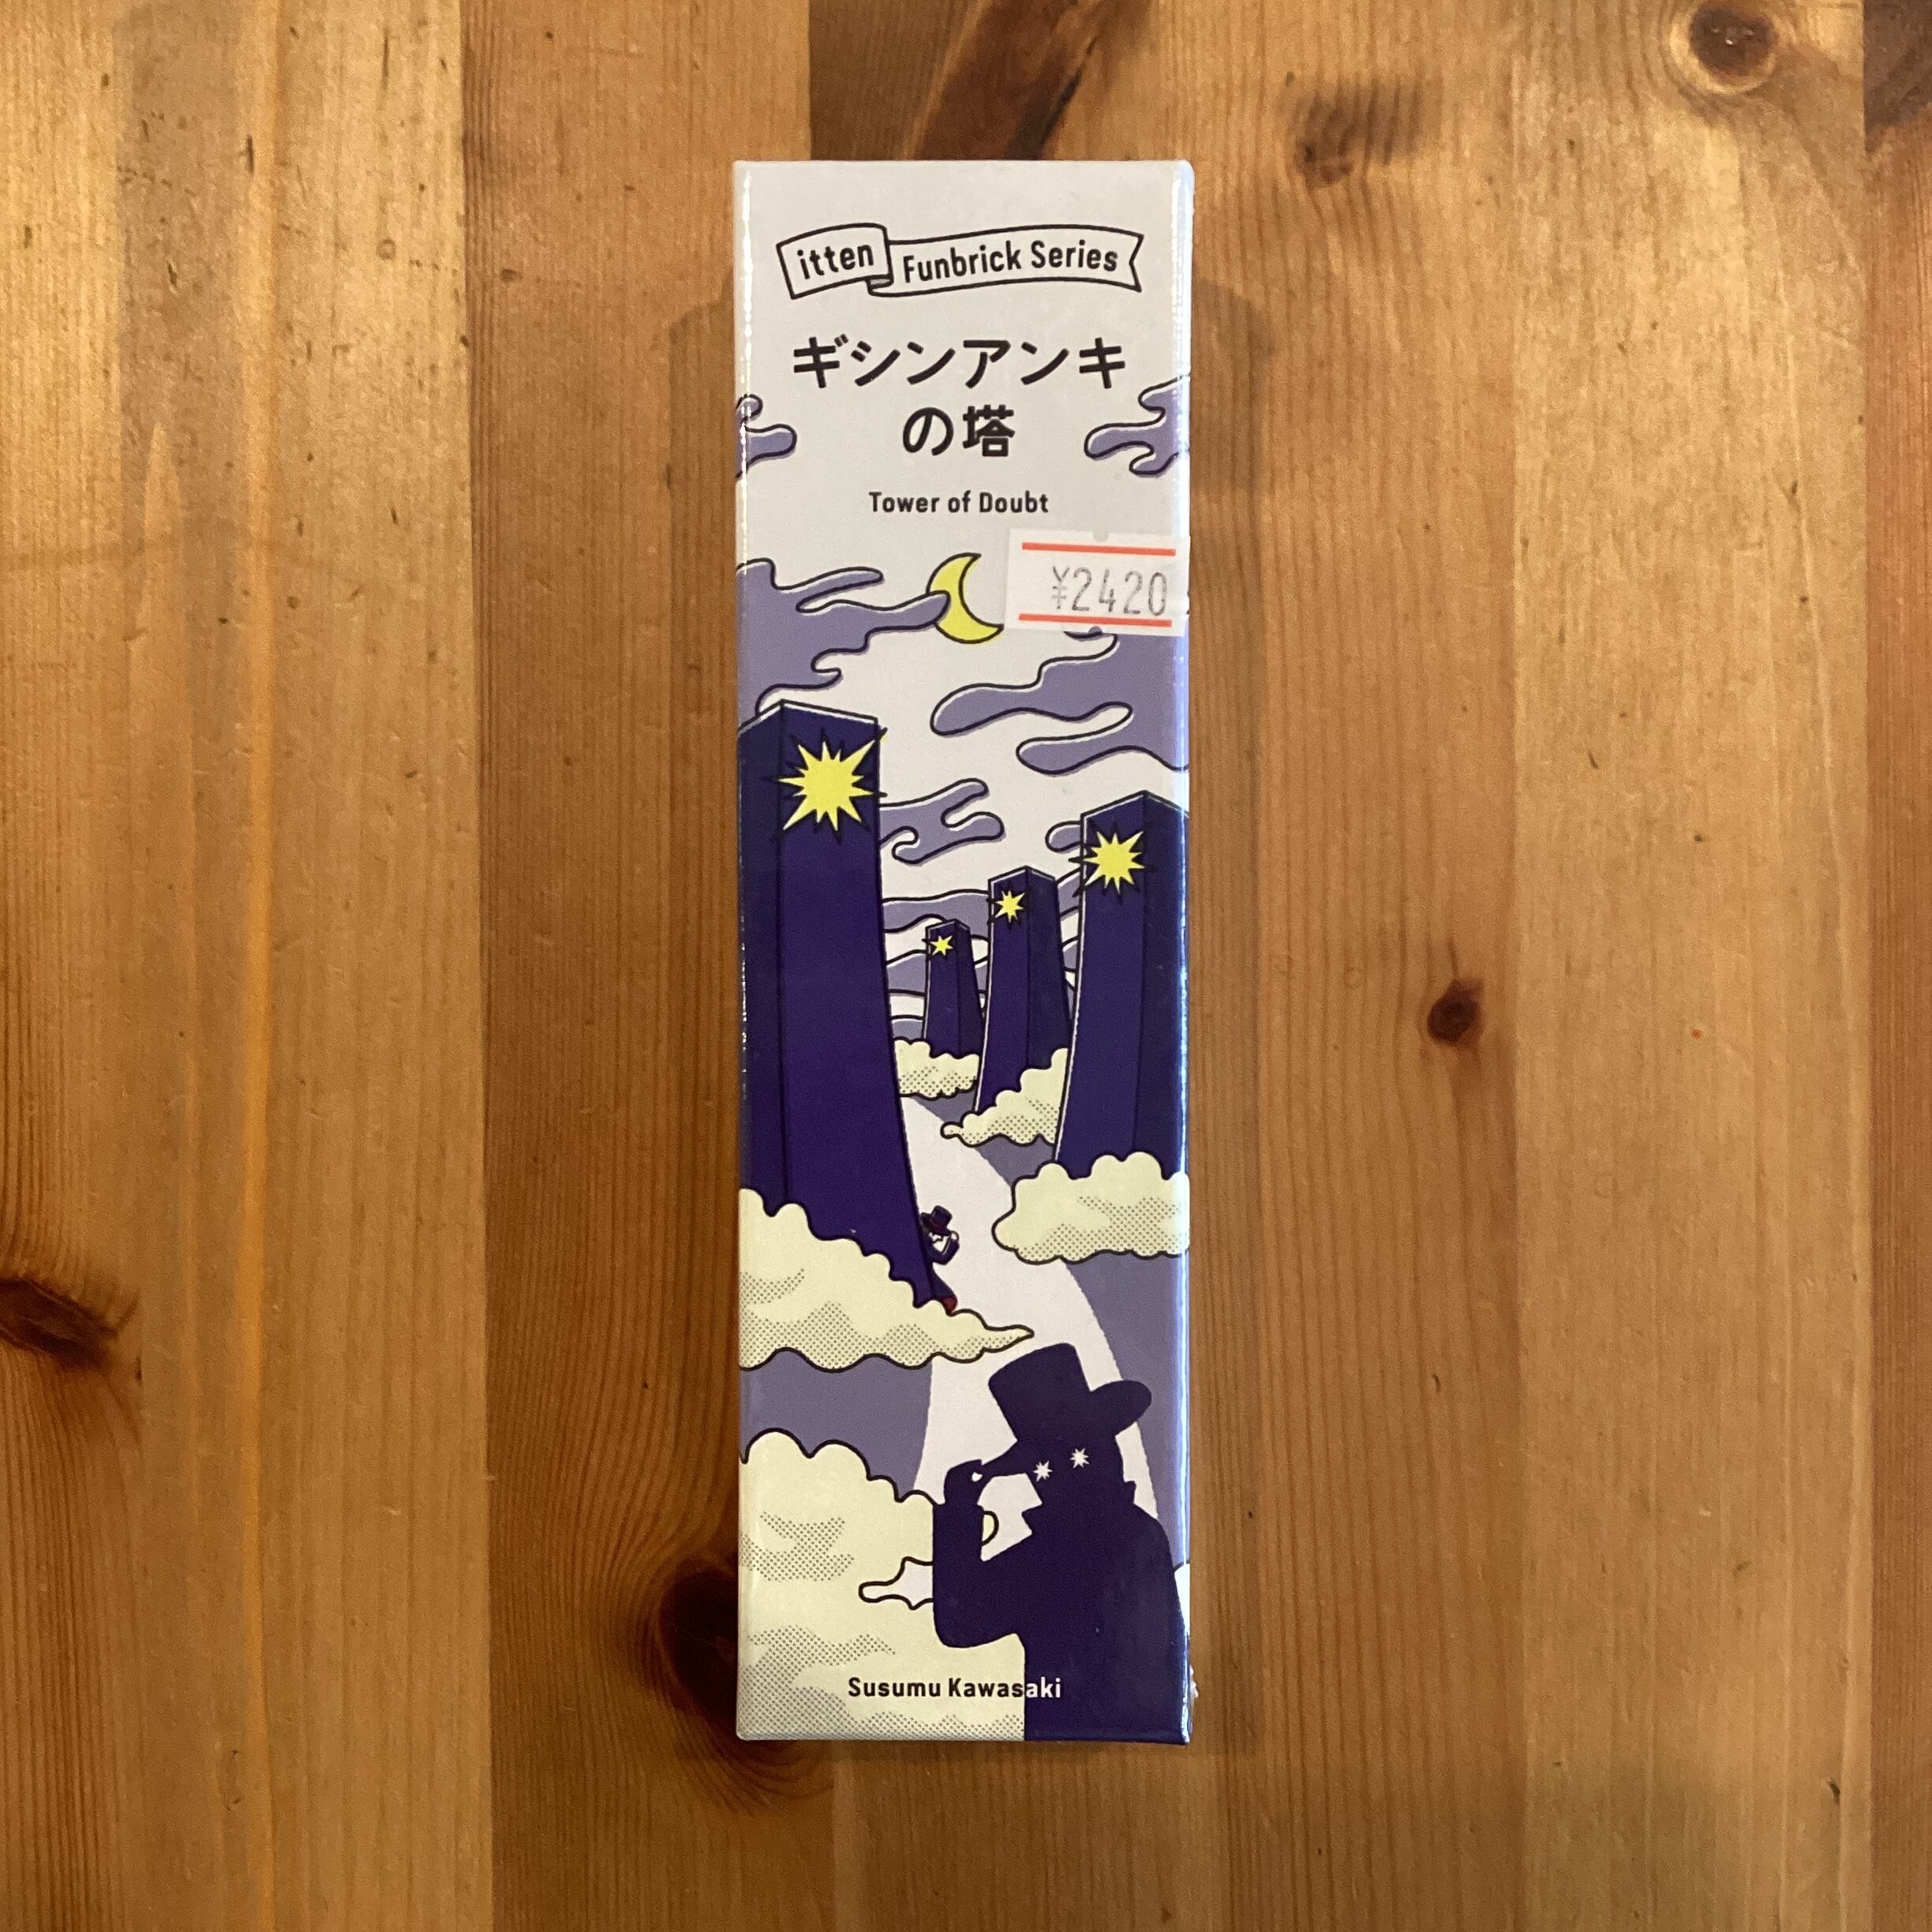 itten Funbrick Series
ギシンアンキ
の塔
Tower of Doubt
¥2420
Susumu Kawasaki